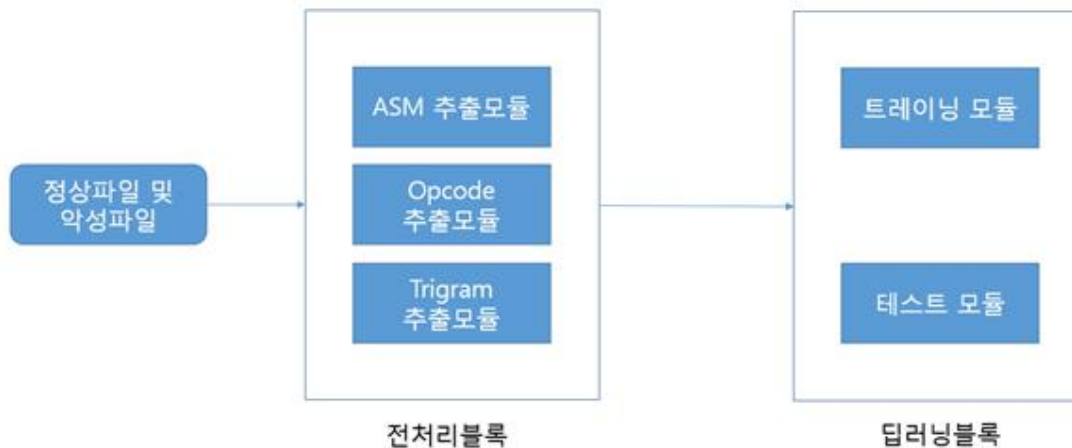 정상파일 및
악성파일
ASM 추출모듈
Opcode
추출모듈
Trigram
추출모듈
전처리블록
트레이닝 모듈
테스트 모듈
딥러닝블록